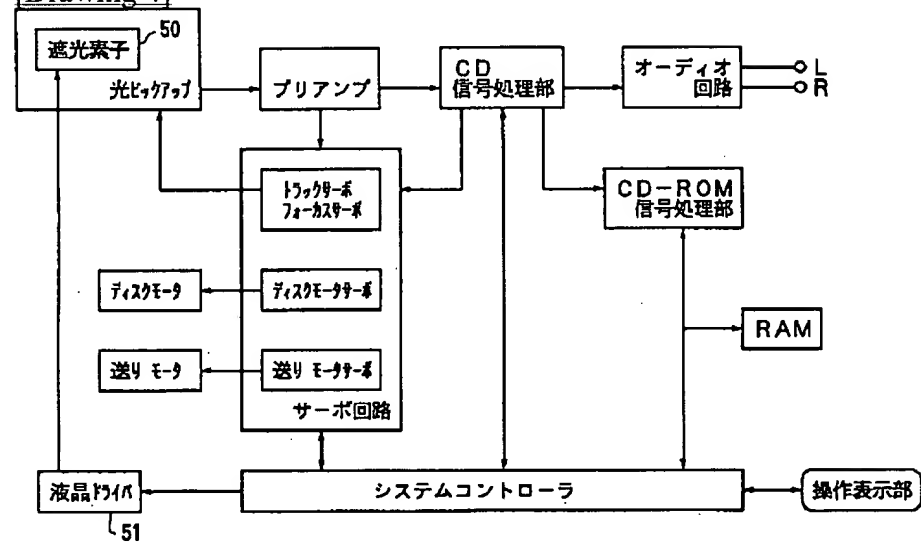 50
遮光素子
光ピックアップ
プリアンプ
CD
信号処理部
オーディオ
回路
L
R
トラックサーボ
フォーカスサーボ
CD-ROM
信号処理部
ディスクモータ
ディスクモータサーボ
RAM
送り モータ
送り モータサーボ
サーボ回路
液晶ドライバ
システムコントローラ
操作表示部
51